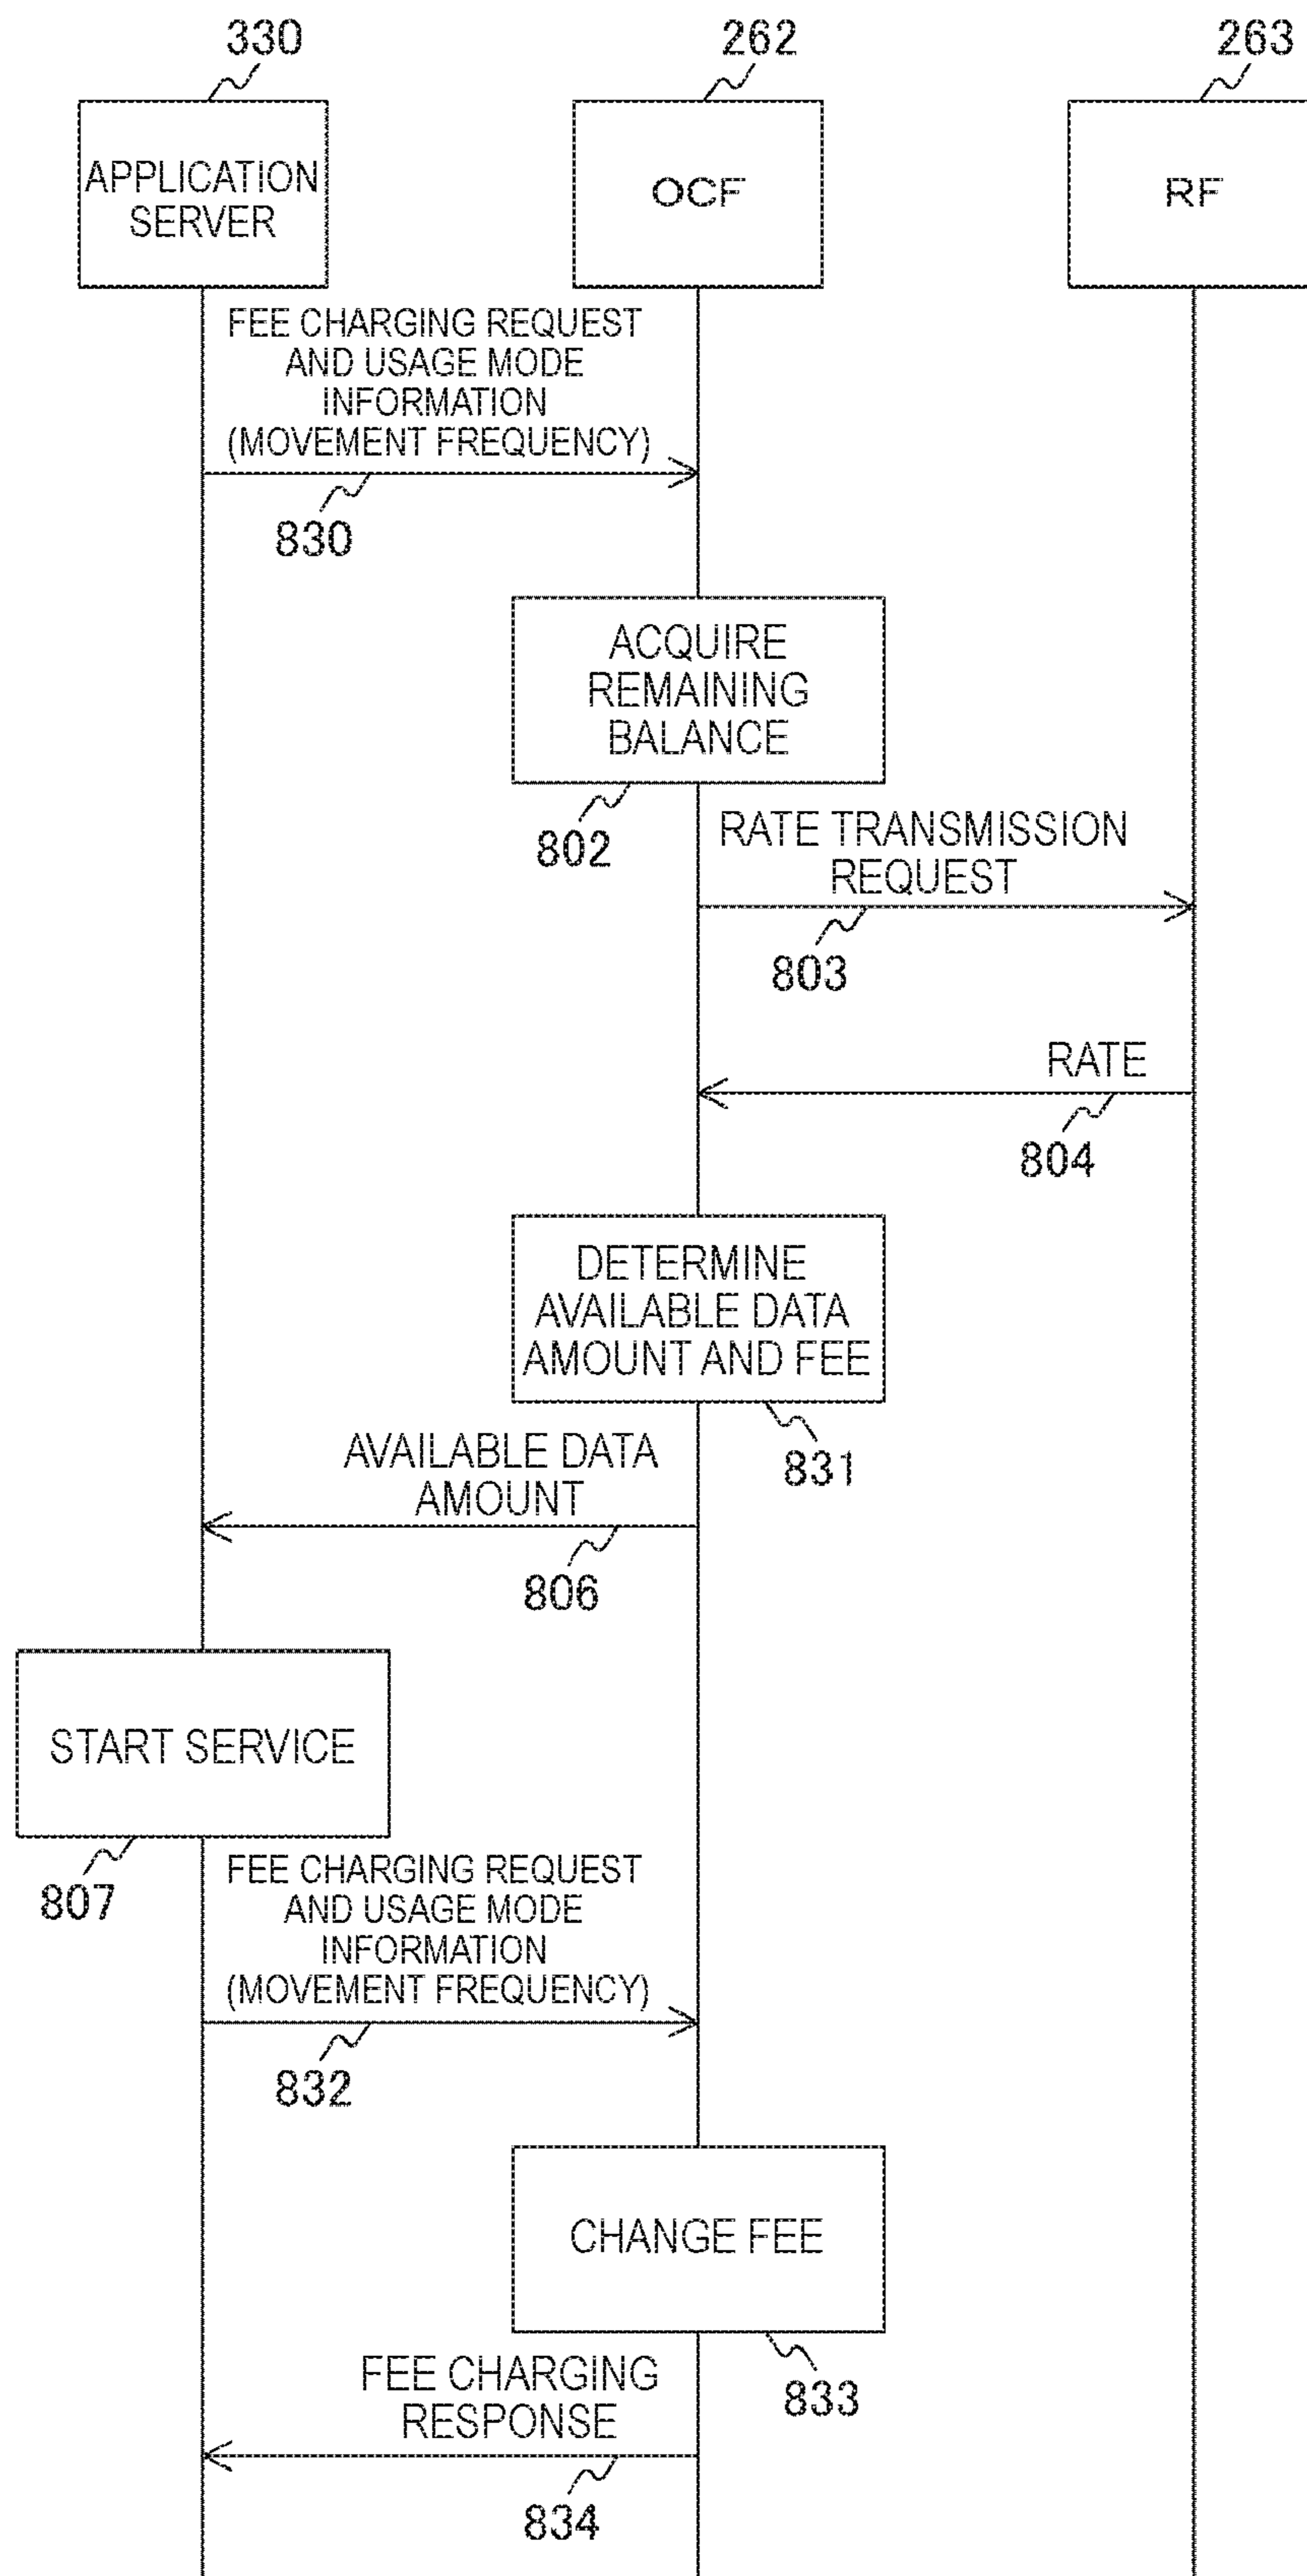 330
262
263
APPLICATION
SERVER
OCF
RF
FEE CHARGING REQUEST
AND USAGE MODE
INFORMATION
(MOVEMENT FREQUENCY)
830
ACQUIRE
REMAINING
BALANCE
802
RATE TRANSMISSION
REQUEST
803
RATE
804
DETERMINE
AVAILABLE DATA
AMOUNT AND FEE
831
AVAILABLE DATA
AMOUNT
806
START SERVICE
807
FEE CHARGING REQUEST
AND USAGE MODE
INFORMATION
(MOVEMENT FREQUENCY)
832
CHANGE FEE
833
FEE CHARGING
RESPONSE
834